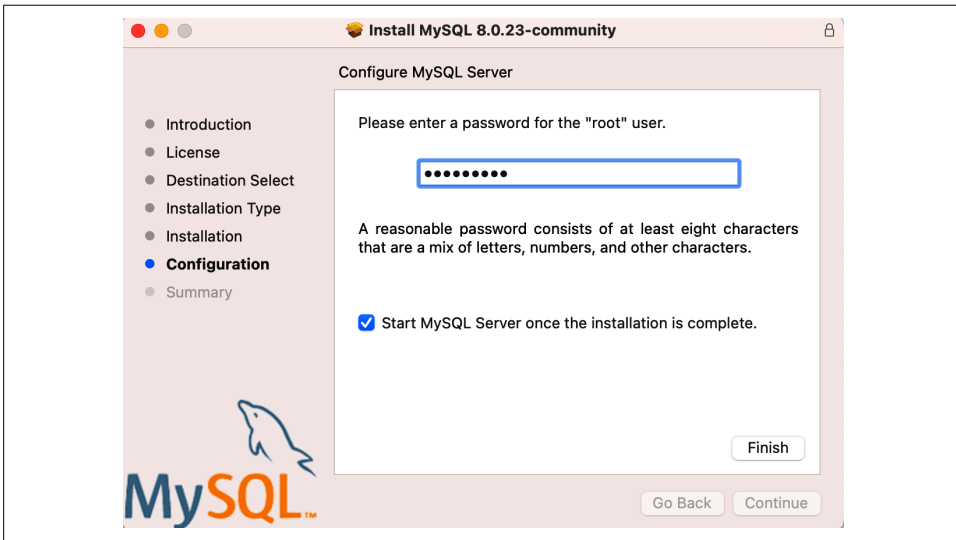 Install MySQL 8.0.23-community
Configure MySQL Server
Introduction
License
Destination Select
Installation Type
Installation
Configuration
Summary
Please enter a password for the "root" user.
•••••••••
A reasonable password consists of at least eight characters
that are a mix of letters, numbers, and other characters.
Start MySQL Server once the installation is complete.
Finish
MySQL™
Go Back Continue